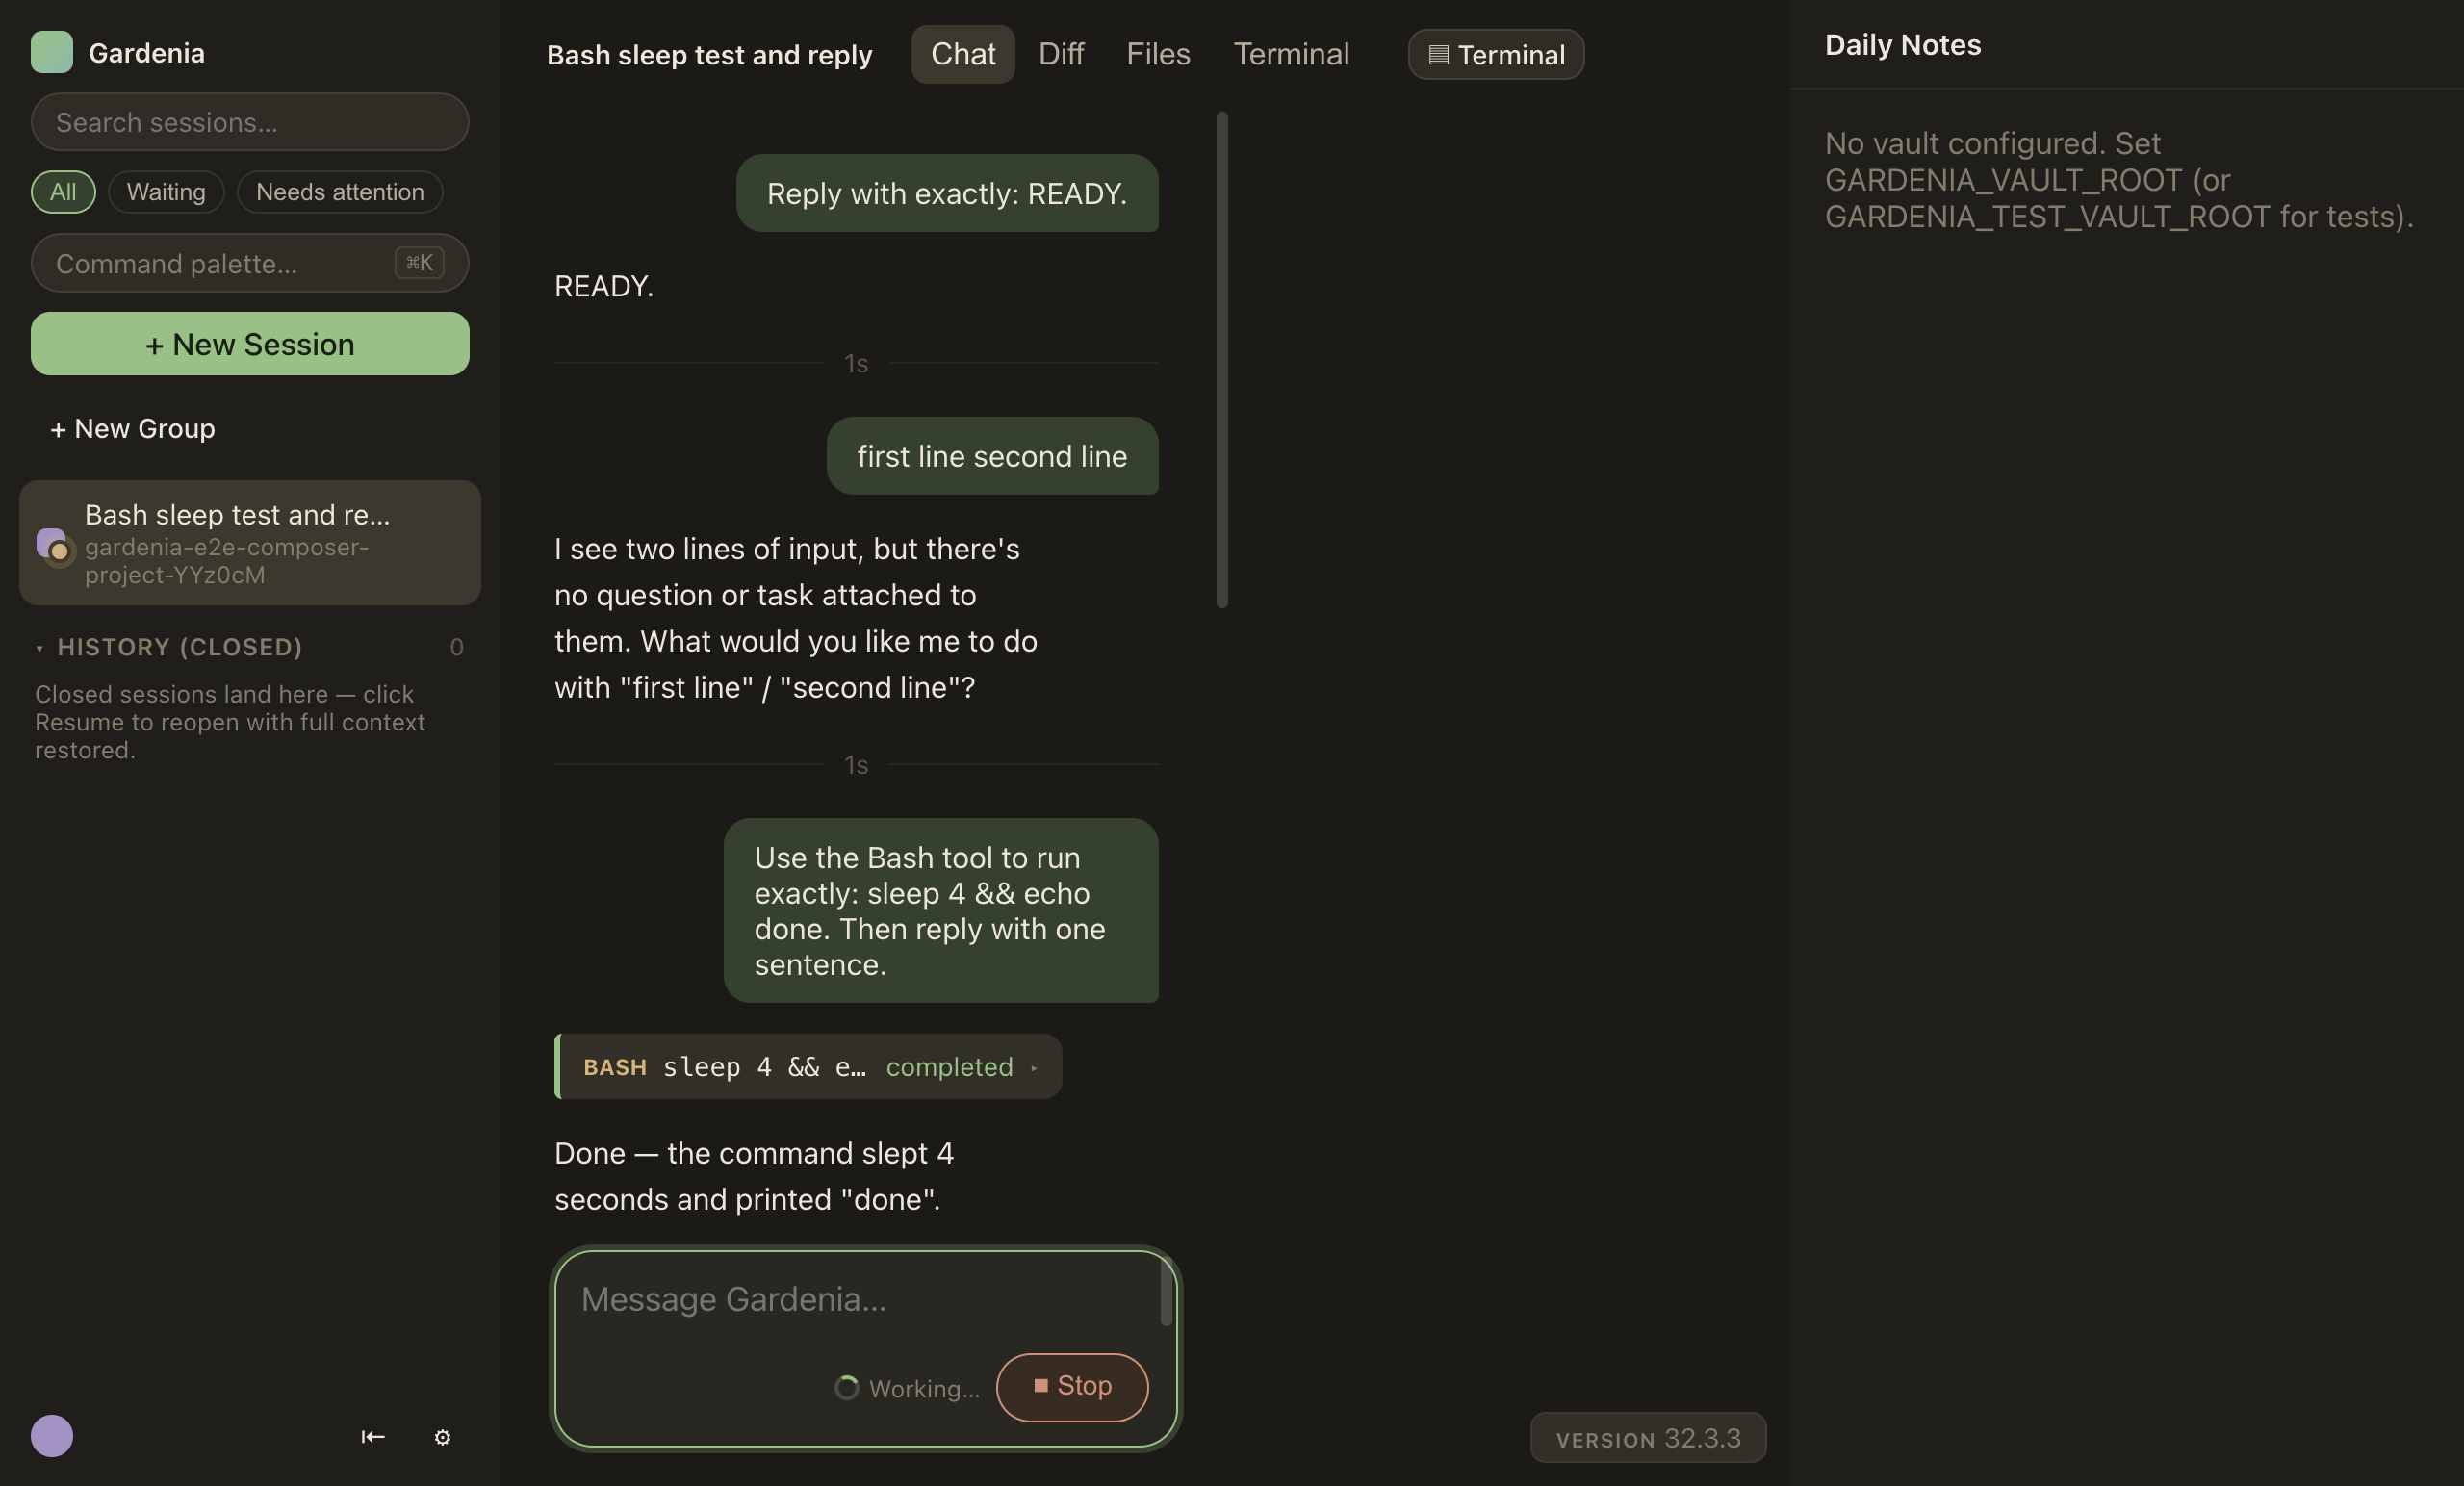 Gardenia
Search sessions...
All
Waiting
Needs attention
Command palette...
⌘K
+ New Session
+ New Group
Bash sleep test and re...
gardenia-e2e-composer-
project-YYz0cM
HISTORY (CLOSED)
0
Closed sessions land here — click
Resume to reopen with full context
restored.
Bash sleep test and reply
Chat
Diff
Files
Terminal
Terminal
Reply with exactly: READY.
READY.
1s
first line second line
I see two lines of input, but there's
no question or task attached to
them. What would you like me to do
with "first line" / "second line"?
1s
Use the Bash tool to run
exactly: sleep 4 && echo
done. Then reply with one
sentence.
BASH sleep 4 && e… completed
Done — the command slept 4
seconds and printed "done".
Message Gardenia...
Working...
Stop
VERSION 32.3.3
Daily Notes
No vault configured. Set
GARDENIA_VAULT_ROOT (or
GARDENIA_TEST_VAULT_ROOT for tests).